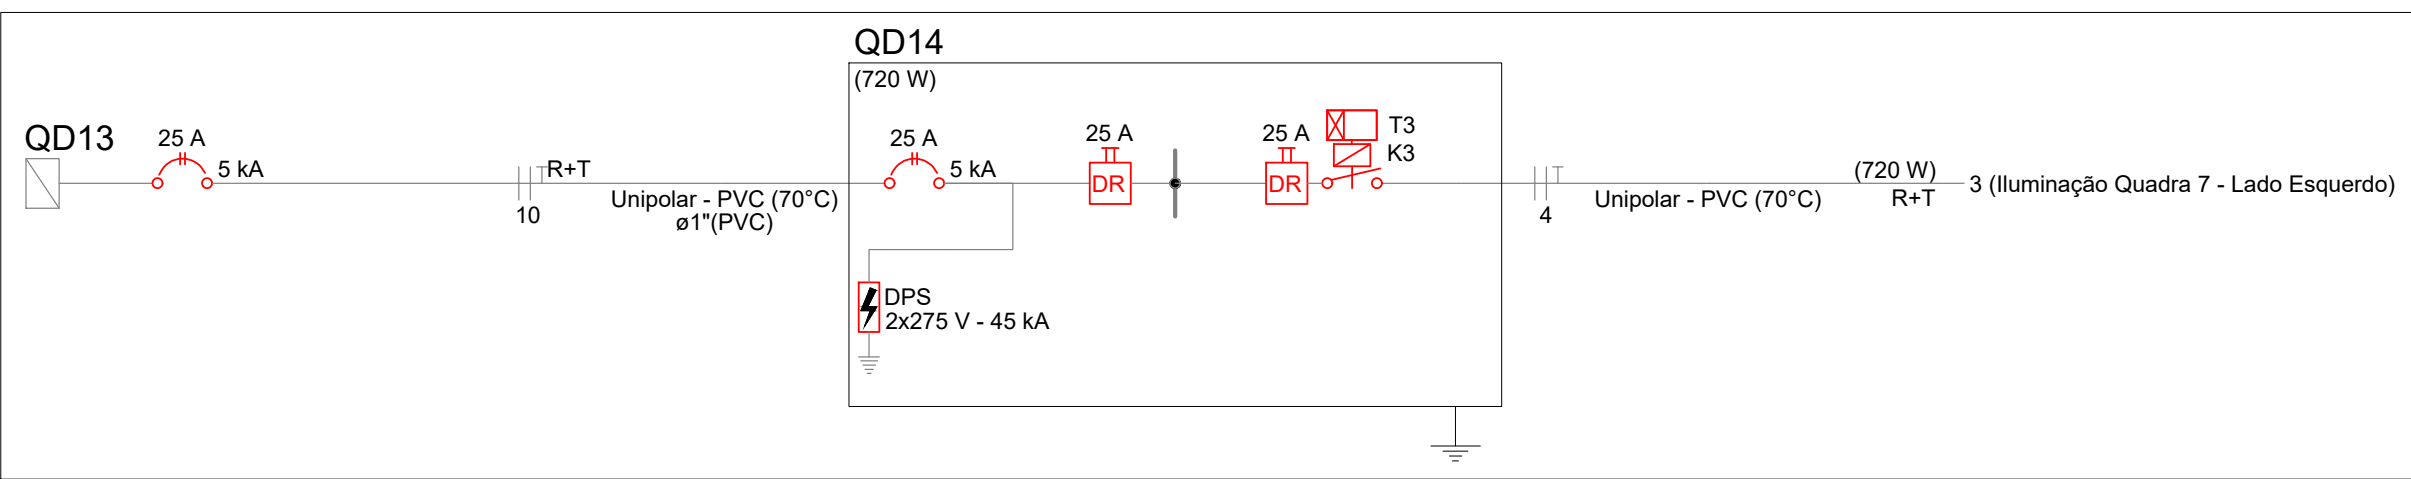 QD14
(720 W)
QD13
25 A
5 kA
R+T
10
Unipolar - PVC (70°C)
ø1"(PVC)
25 A
5 kA
25 A
DR
25 A
DR
T3
K3
DPS
2x275 V - 45 kA
4
Unipolar - PVC (70°C)
(720 W)
R+T
3 (Iluminação Quadra 7 - Lado Esquerdo)